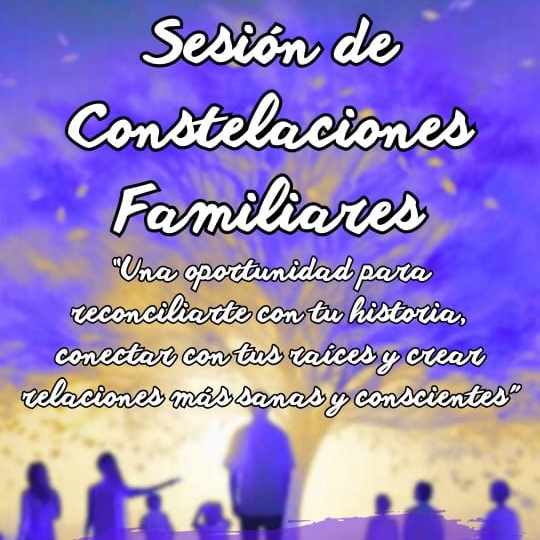 Sesión de
Constelaciones
Familiares
"Una oportunidad para
reconciliarte con tu historia,
conectar con tus raíces y crear
relaciones más sanas y conscientes"